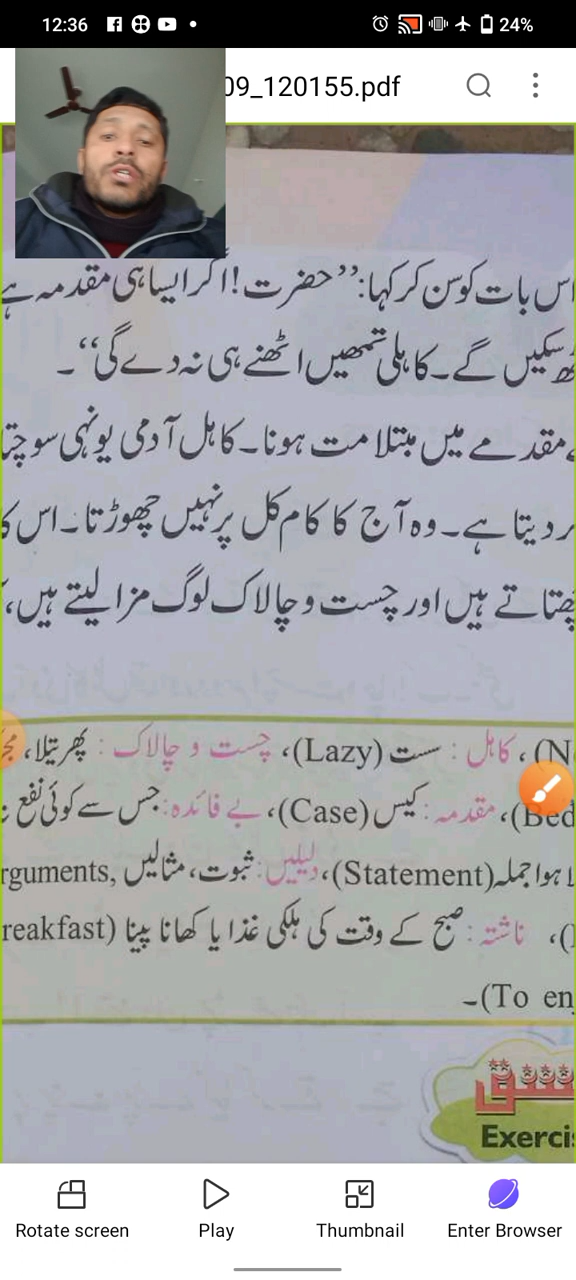 12:36
24%
09_120155.pdf
اس بات کو سن کر کہا: ”حضرت! اگر ایسا ہی مقدمہ ہے
سکیں گے۔ کاہلی تمھیں اٹھنے ہی نہ دے گی“۔
مقدمے میں مبتلا مت ہونا۔ کاہل آدمی یونہی سوچتا
ر دیتا ہے۔ وہ آج کا کام کل پر نہیں چھوڑتا۔ اس
ہیں اور چست و چالاک لوگ مزا لیتے ہیں،
(N، کاہل: سست (Lazy)، چست و چالاک: پھرتیلا،
(Bed، مقدمہ: کیس (Case)، بے فائدہ: جس سے کوئی نفع
ہوا جملہ (Statement)، دلیلیں: ثبوت، مثالیں rguments,
)، ناشتہ: صبح کے وقت کی ہلکی غذا یا کھانا پینا (reakfast
(To en۔
مشق
Exercis
Rotate screen
Play
Thumbnail
Enter Browser